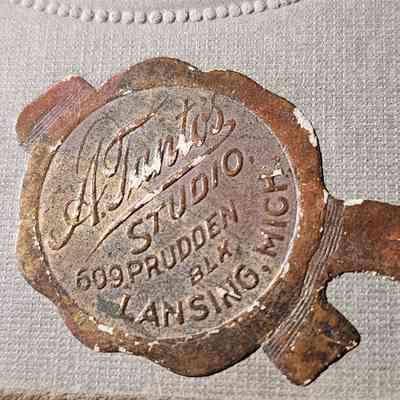 A. Tanto's
STUDIO.
609, PRUDDEN
BLK.
LANSING, MICH.